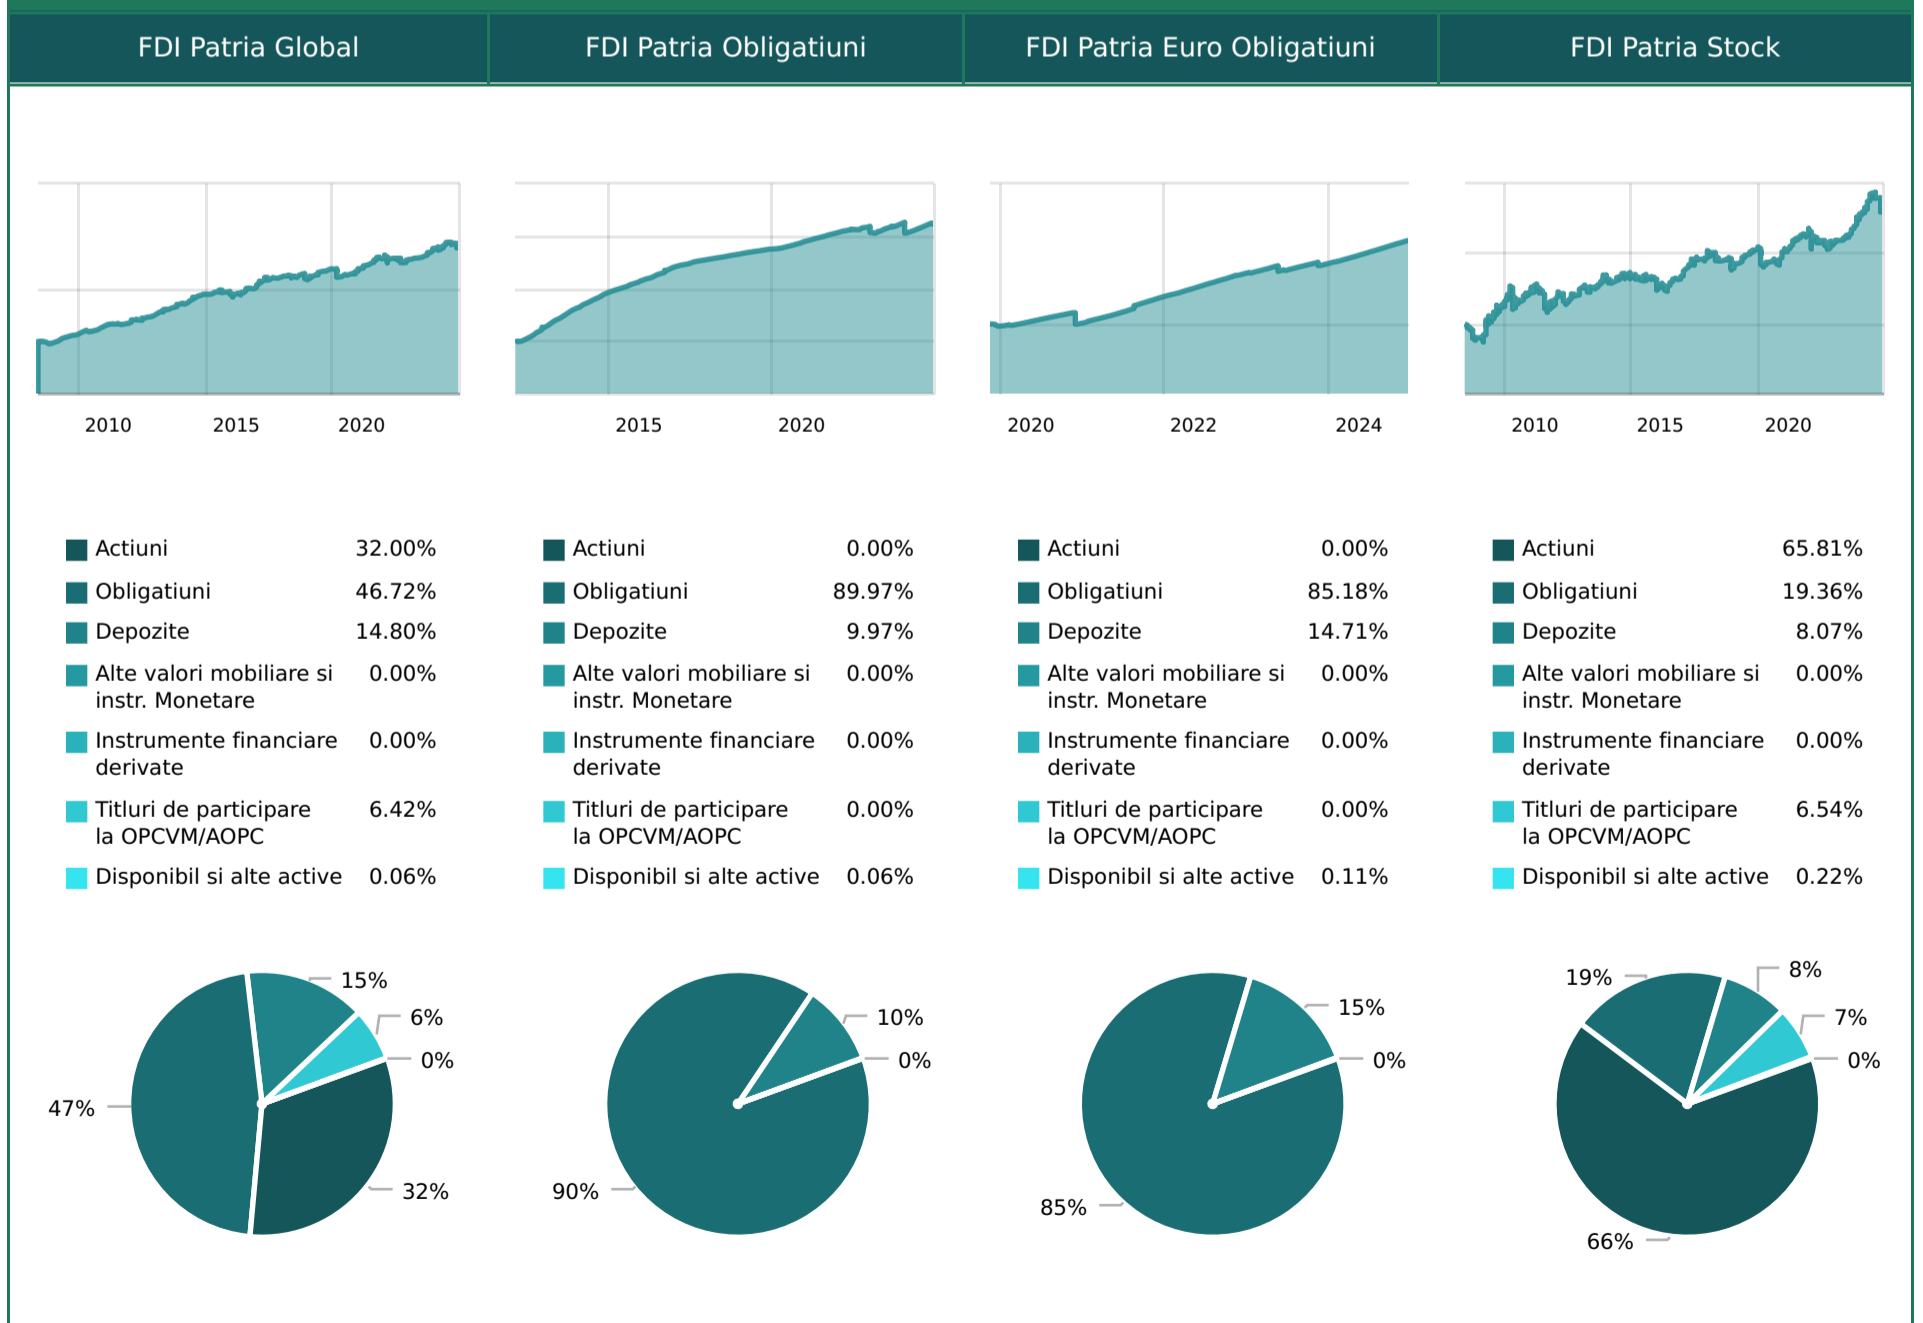 FDI Patria Global
FDI Patria Obligatiuni
FDI Patria Euro Obligatiuni
FDI Patria Stock
2010 2015 2020
2015 2020
2020 2022 2024
2010 2015 2020
Actiuni 32.00%
Obligatiuni 46.72%
Depozite 14.80%
Alte valori mobiliare si 0.00%
instr. Monetare
Instrumente financiare 0.00%
derivate
Titluri de participare 6.42%
la OPCVM/AOPC
Disponibil si alte active 0.06%
Actiuni 0.00%
Obligatiuni 89.97%
Depozite 9.97%
Alte valori mobiliare si 0.00%
instr. Monetare
Instrumente financiare 0.00%
derivate
Titluri de participare 0.00%
la OPCVM/AOPC
Disponibil si alte active 0.06%
Actiuni 0.00%
Obligatiuni 85.18%
Depozite 14.71%
Alte valori mobiliare si 0.00%
instr. Monetare
Instrumente financiare 0.00%
derivate
Titluri de participare 0.00%
la OPCVM/AOPC
Disponibil si alte active 0.11%
Actiuni 65.81%
Obligatiuni 19.36%
Depozite 8.07%
Alte valori mobiliare si 0.00%
instr. Monetare
Instrumente financiare 0.00%
derivate
Titluri de participare 6.54%
la OPCVM/AOPC
Disponibil si alte active 0.22%
15%
6%
0%
47%
32%
10%
0%
90%
15%
0%
85%
19%
8%
7%
0%
66%